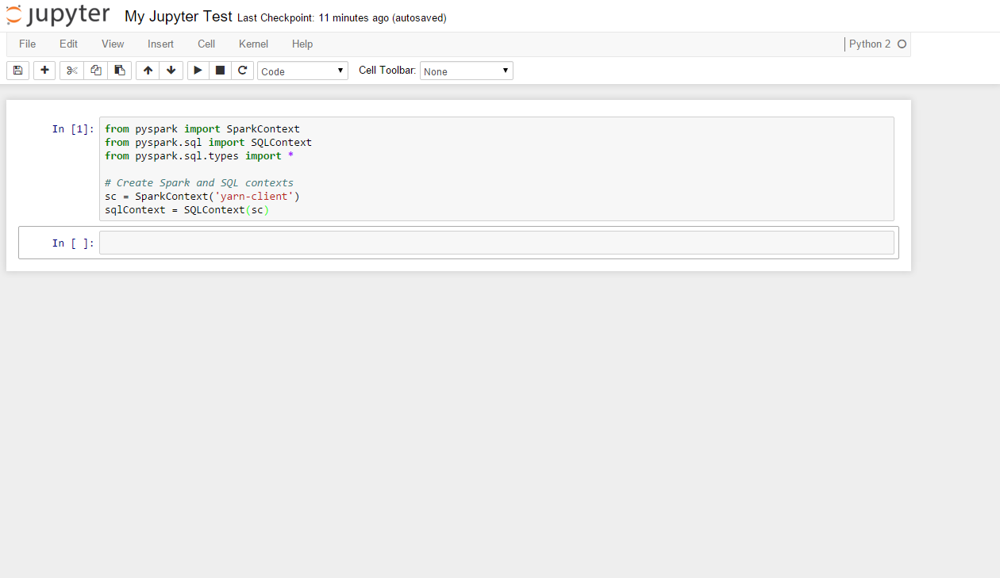 jupyter My Jupyter Test Last Checkpoint: 11 minutes ago (autosaved)
File Edit View Insert Cell Kernel Help Python 2
Code Cell Toolbar: None
In [1]: from pyspark import SparkContext
from pyspark.sql import SQLContext
from pyspark.sql.types import *
# Create Spark and SQL contexts
sc = SparkContext('yarn-client')
sqlContext = SQLContext(sc)
In [ ]: